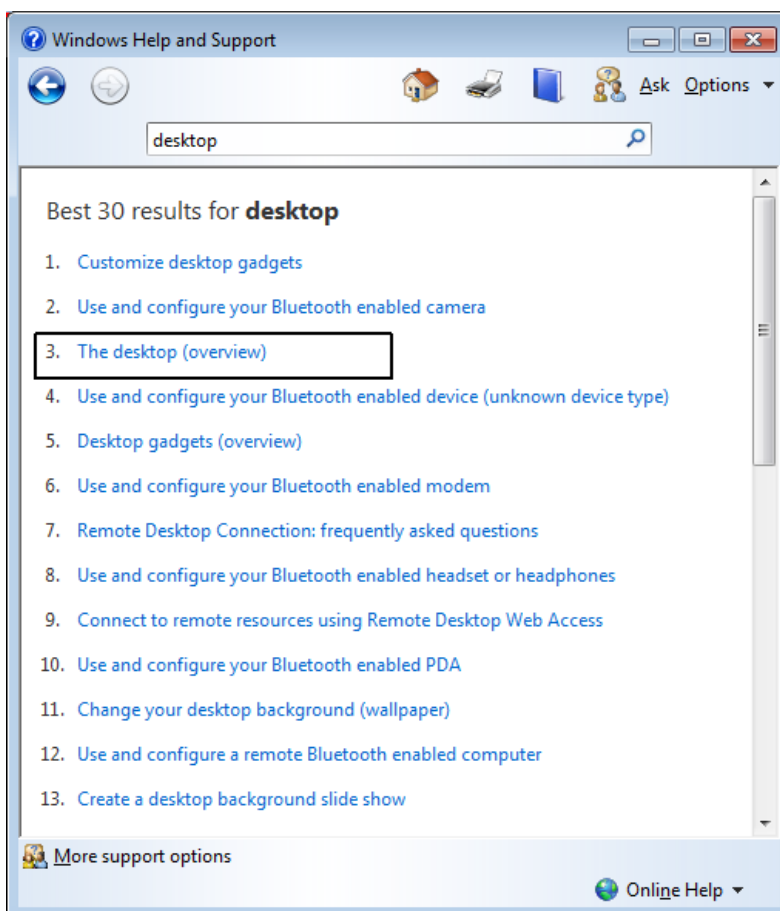 Windows Help and Support
Ask Options
desktop
Best 30 results for desktop
1. Customize desktop gadgets
2. Use and configure your Bluetooth enabled camera
3. The desktop (overview)
4. Use and configure your Bluetooth enabled device (unknown device type)
5. Desktop gadgets (overview)
6. Use and configure your Bluetooth enabled modem
7. Remote Desktop Connection: frequently asked questions
8. Use and configure your Bluetooth enabled headset or headphones
9. Connect to remote resources using Remote Desktop Web Access
10. Use and configure your Bluetooth enabled PDA
11. Change your desktop background (wallpaper)
12. Use and configure a remote Bluetooth enabled computer
13. Create a desktop background slide show
More support options
Online Help